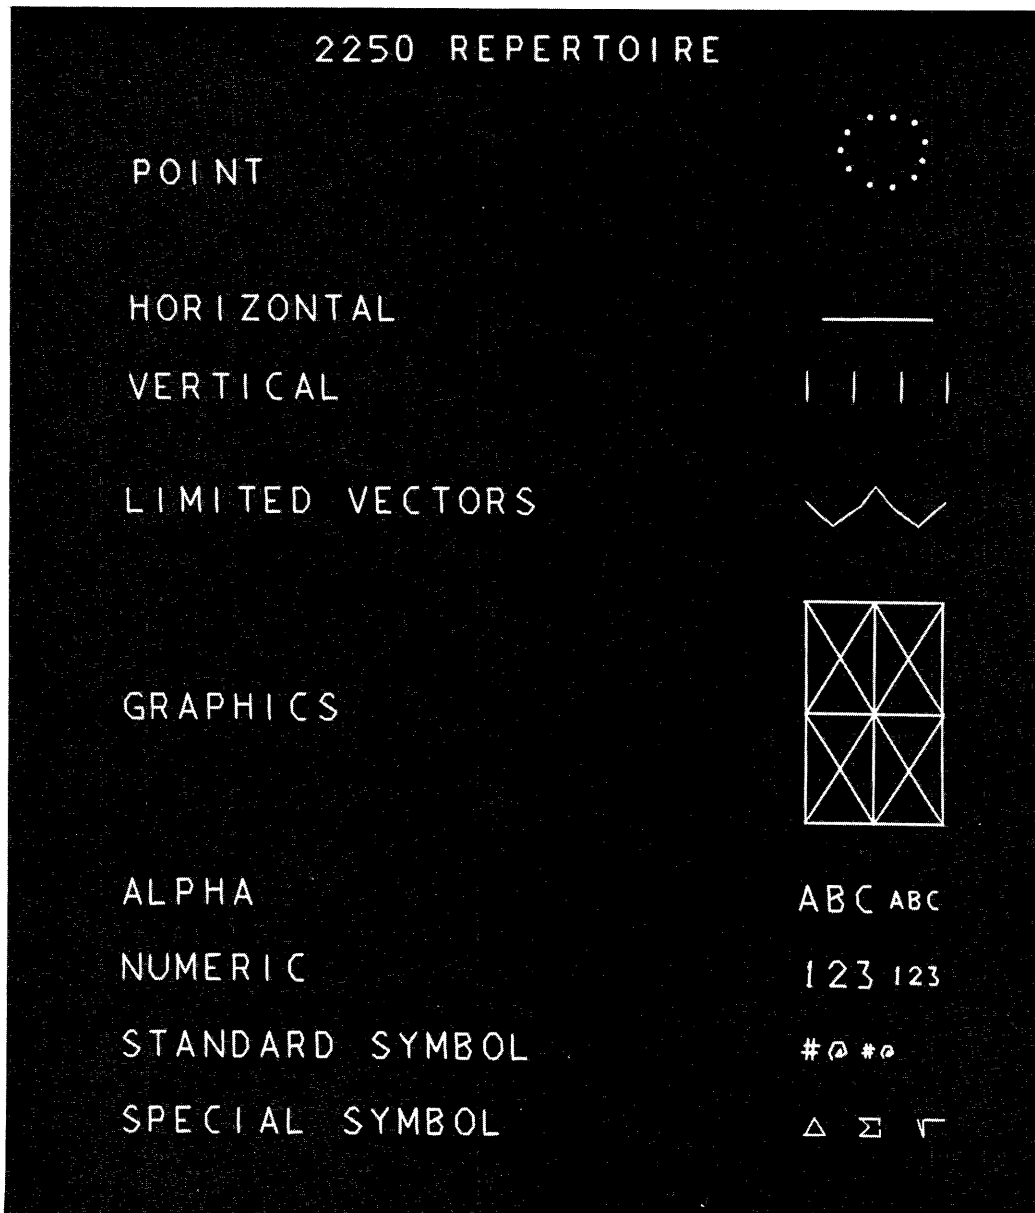 2250 REPERTOIRE
POINT
HORIZONTAL
VERTICAL
LIMITED VECTORS
GRAPHICS
ALPHA ABC ABC
NUMERIC 123 123
STANDARD SYMBOL #@ #@
SPECIAL SYMBOL △ Σ √